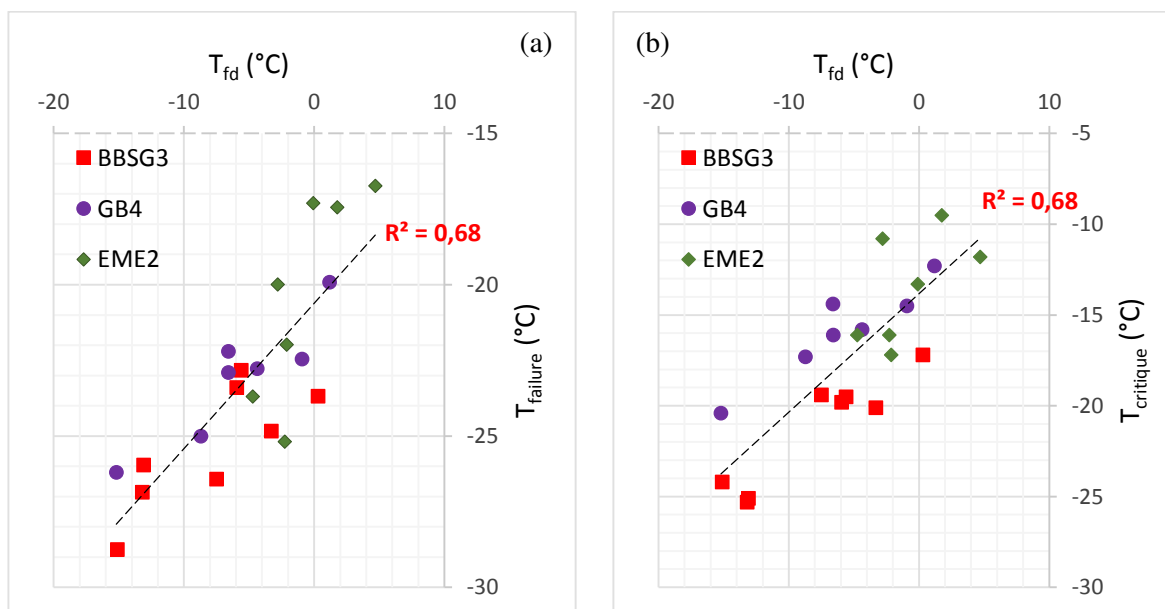 (a)
T_fd (°C)
-20 -10 0 10
-15
BBSG3
GB4
EME2
R² = 0,68
-20
T_failure (°C)
-25
-30
(b)
T_fd (°C)
-20 -10 0 10
-5
BBSG3
GB4
EME2
R² = 0,68
-10
-15
T_critique (°C)
-20
-25
-30